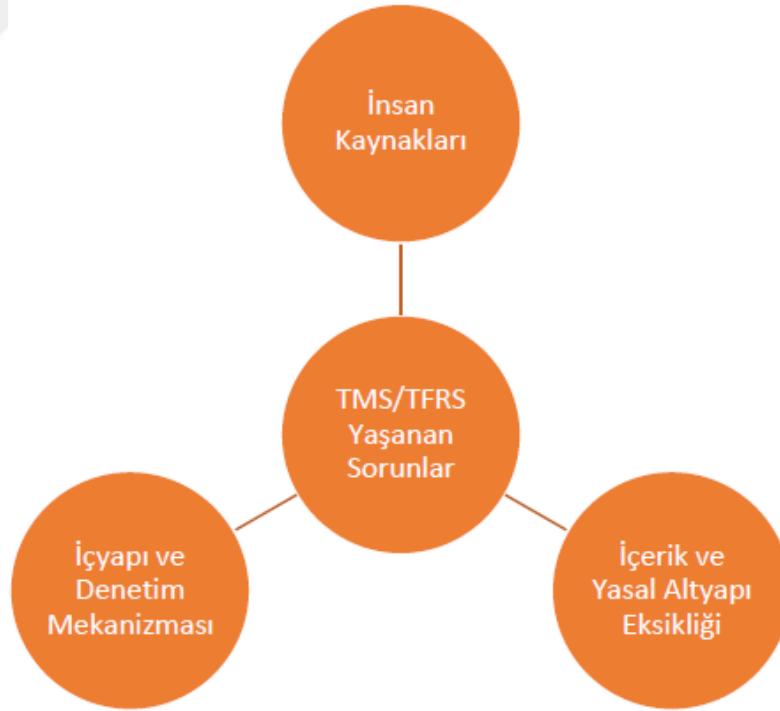 İnsan
Kaynakları
TMS/TFRS
Yaşanan
Sorunlar
İçyapı ve
Denetim
Mekanizması
İçerik ve
Yasal Altyapı
Eksikliği